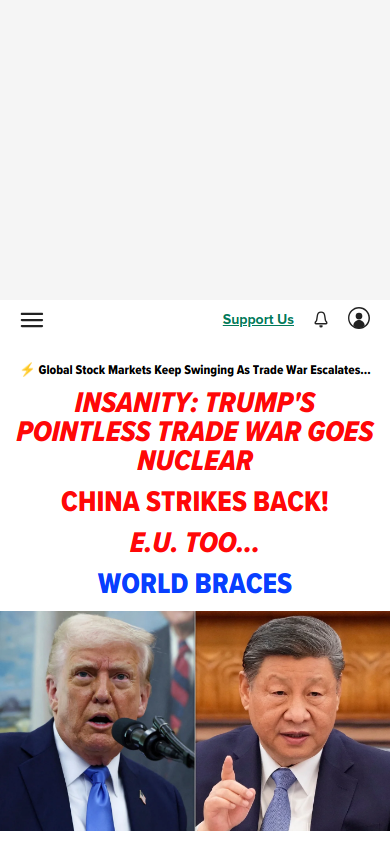 Support Us
⚡ Global Stock Markets Keep Swinging As Trade War Escalates...
INSANITY: TRUMP'S
POINTLESS TRADE WAR GOES
NUCLEAR
CHINA STRIKES BACK!
E.U. TOO...
WORLD BRACES